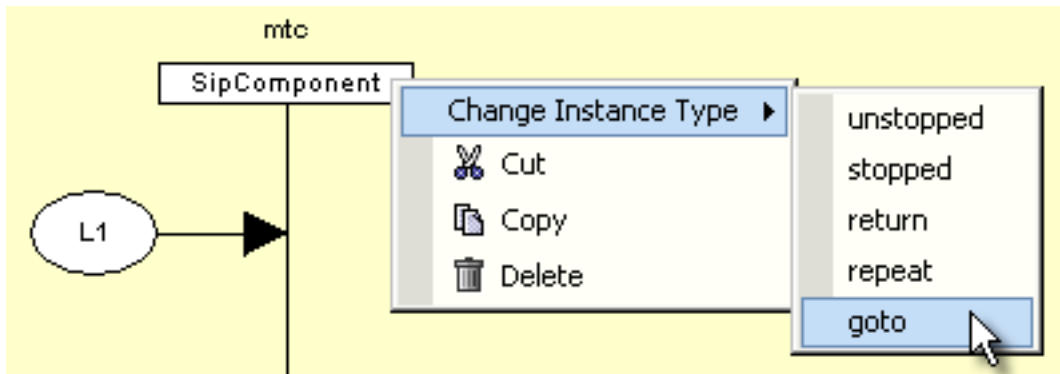 mtc
SipComponent
L1
Change Instance Type
Cut
Copy
Delete
unstopped
stopped
return
repeat
goto